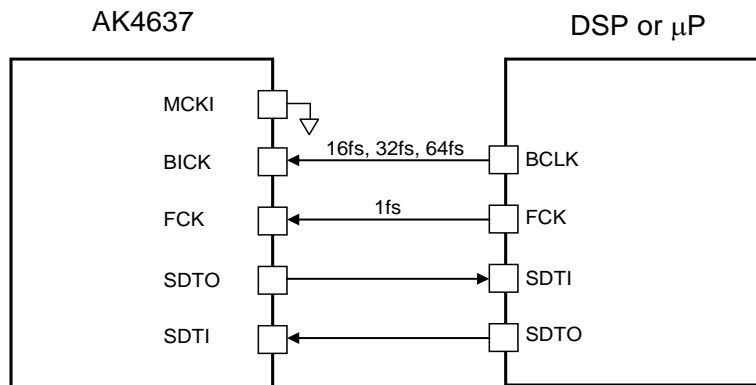 AK4637
DSP or μP
MCKI
16fs, 32fs, 64fs
BICK
BCLK
1fs
FCK
FCK
SDTO
SDTI
SDTI
SDTO